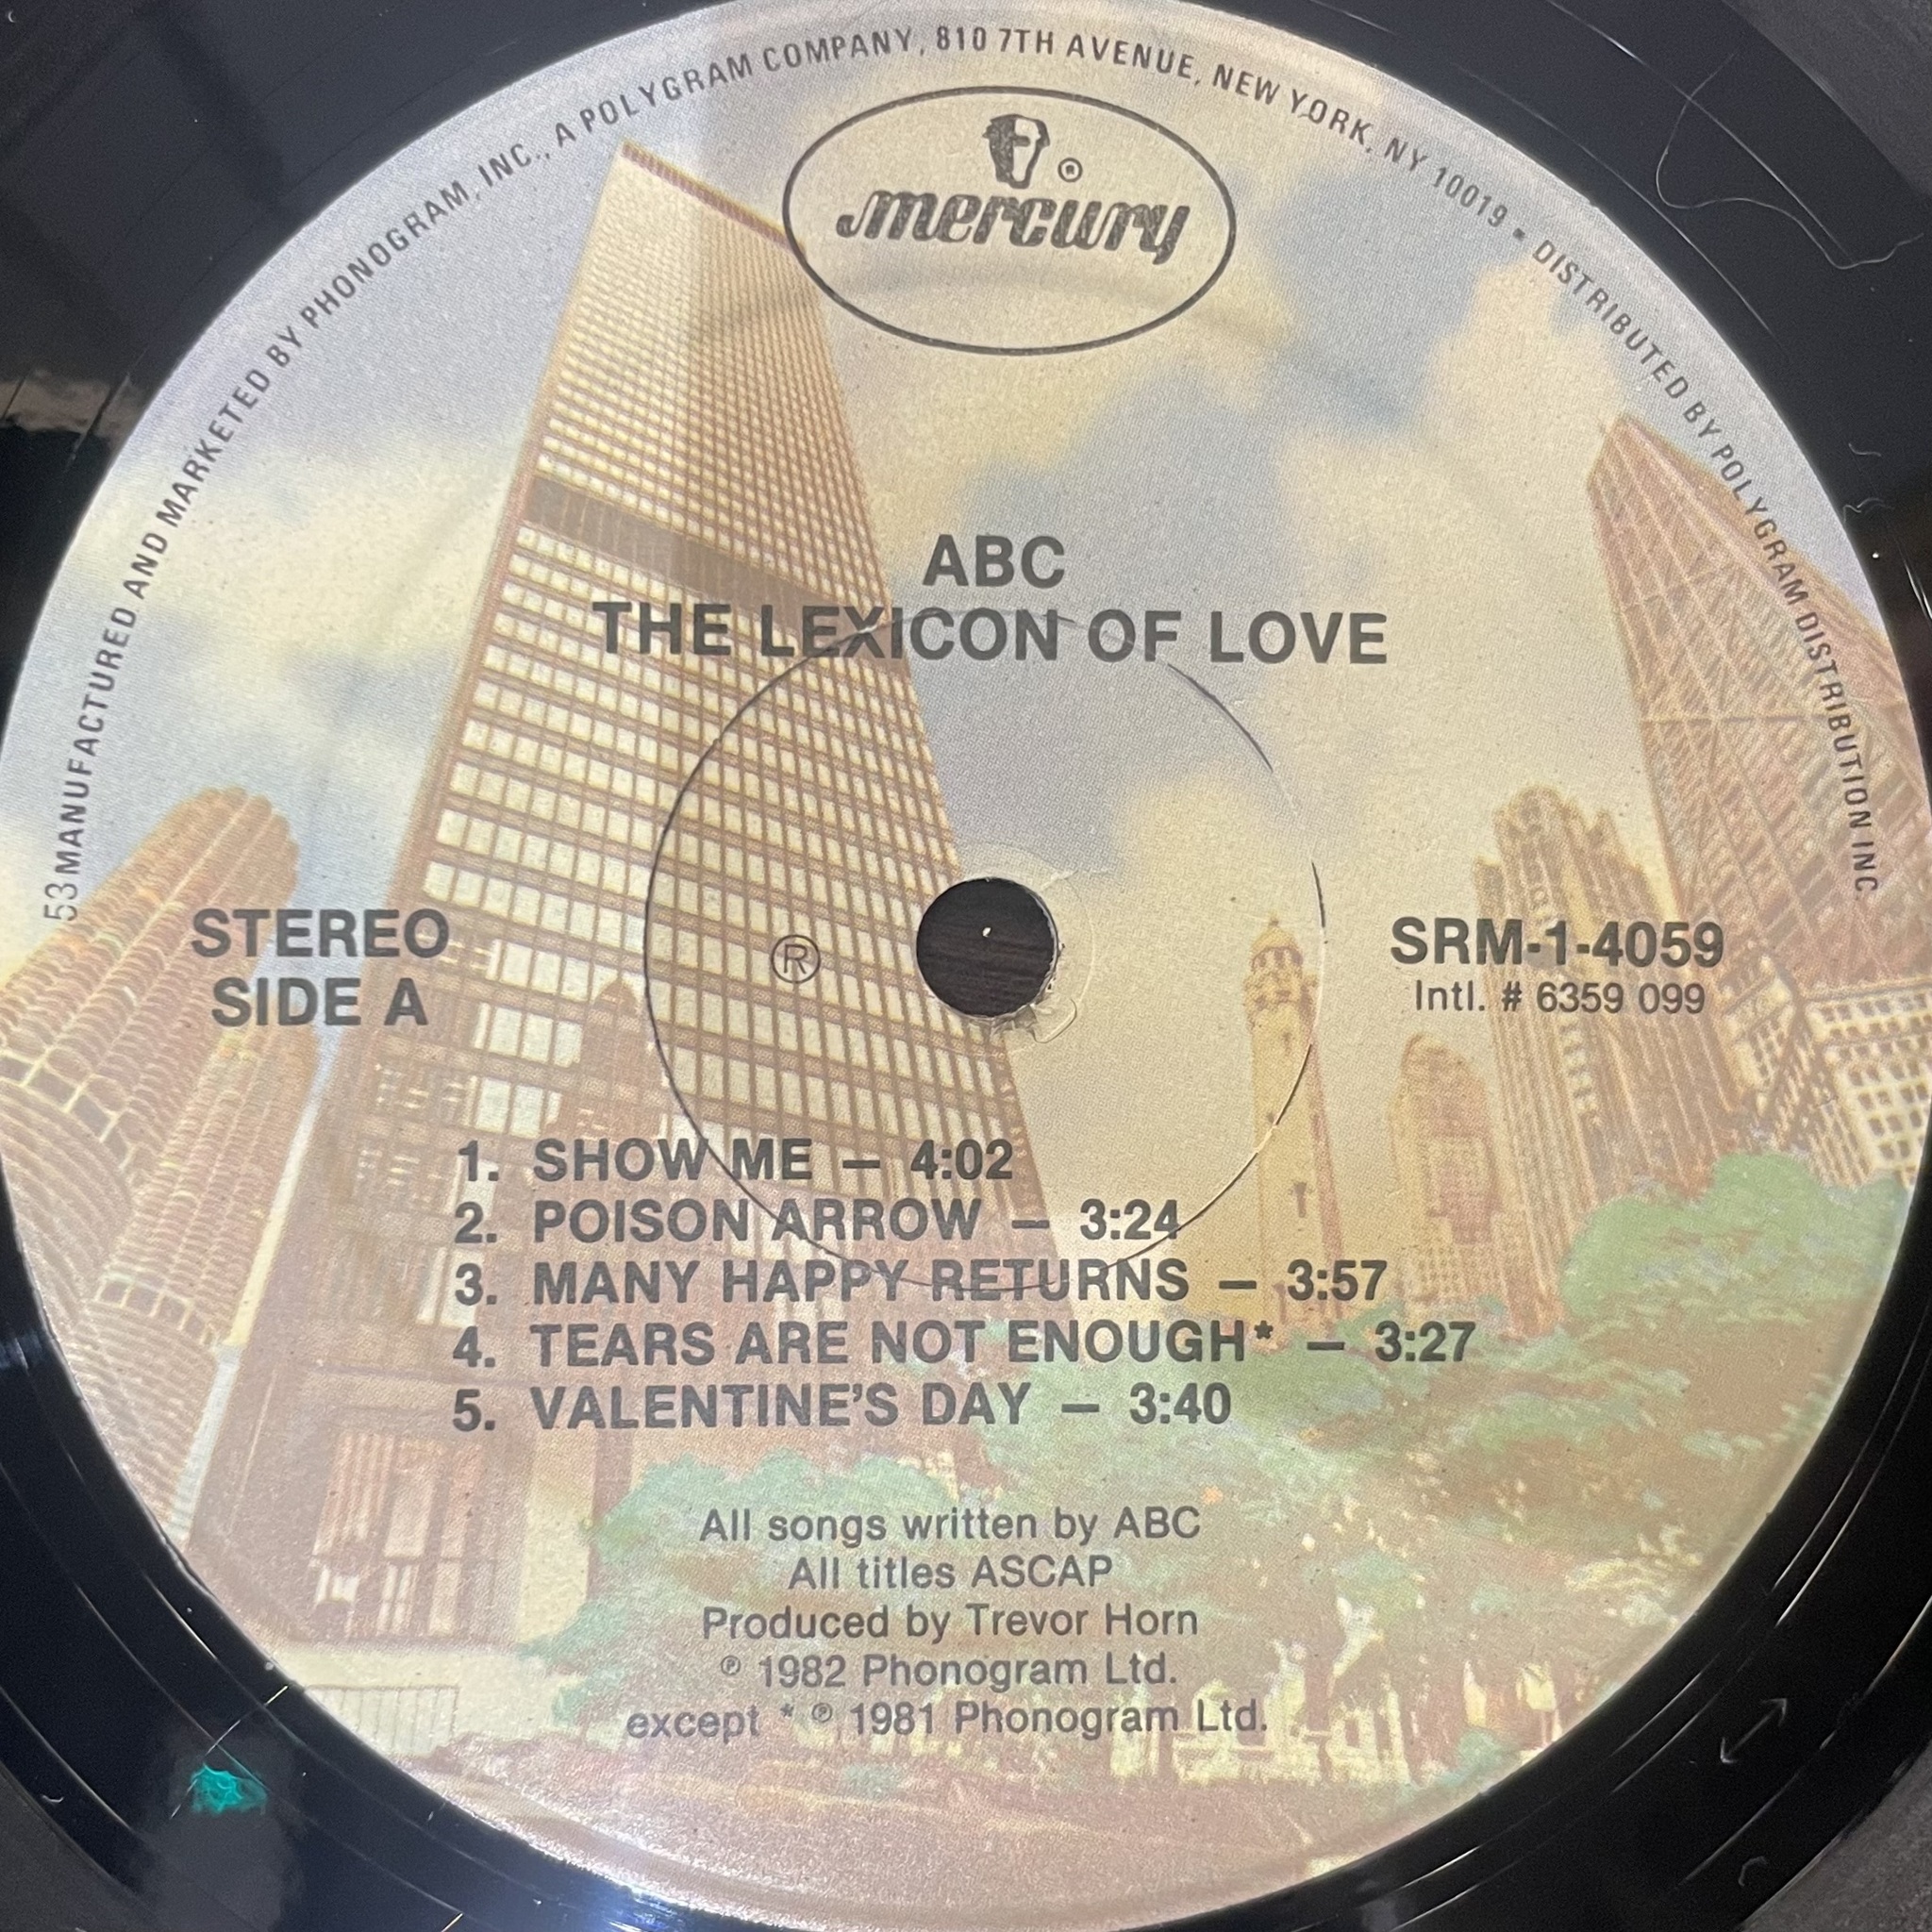 53 MANUFACTURED AND MARKETED BY PHONOGRAM, INC., A POLYGRAM COMPANY, 810 7TH AVENUE, NEW YORK, NY 10019 • DISTRIBUTED BY POLYGRAM DISTRIBUTION INC.
®
mercury
ABC
THE LEXICON OF LOVE
STEREO
SIDE A
®
SRM-1-4059
Intl. # 6359 099
1. SHOW ME — 4:02
2. POISON ARROW — 3:24
3. MANY HAPPY RETURNS — 3:57
4. TEARS ARE NOT ENOUGH* — 3:27
5. VALENTINE'S DAY — 3:40
All songs written by ABC
All titles ASCAP
Produced by Trevor Horn
℗ 1982 Phonogram Ltd.
except * ℗ 1981 Phonogram Ltd.